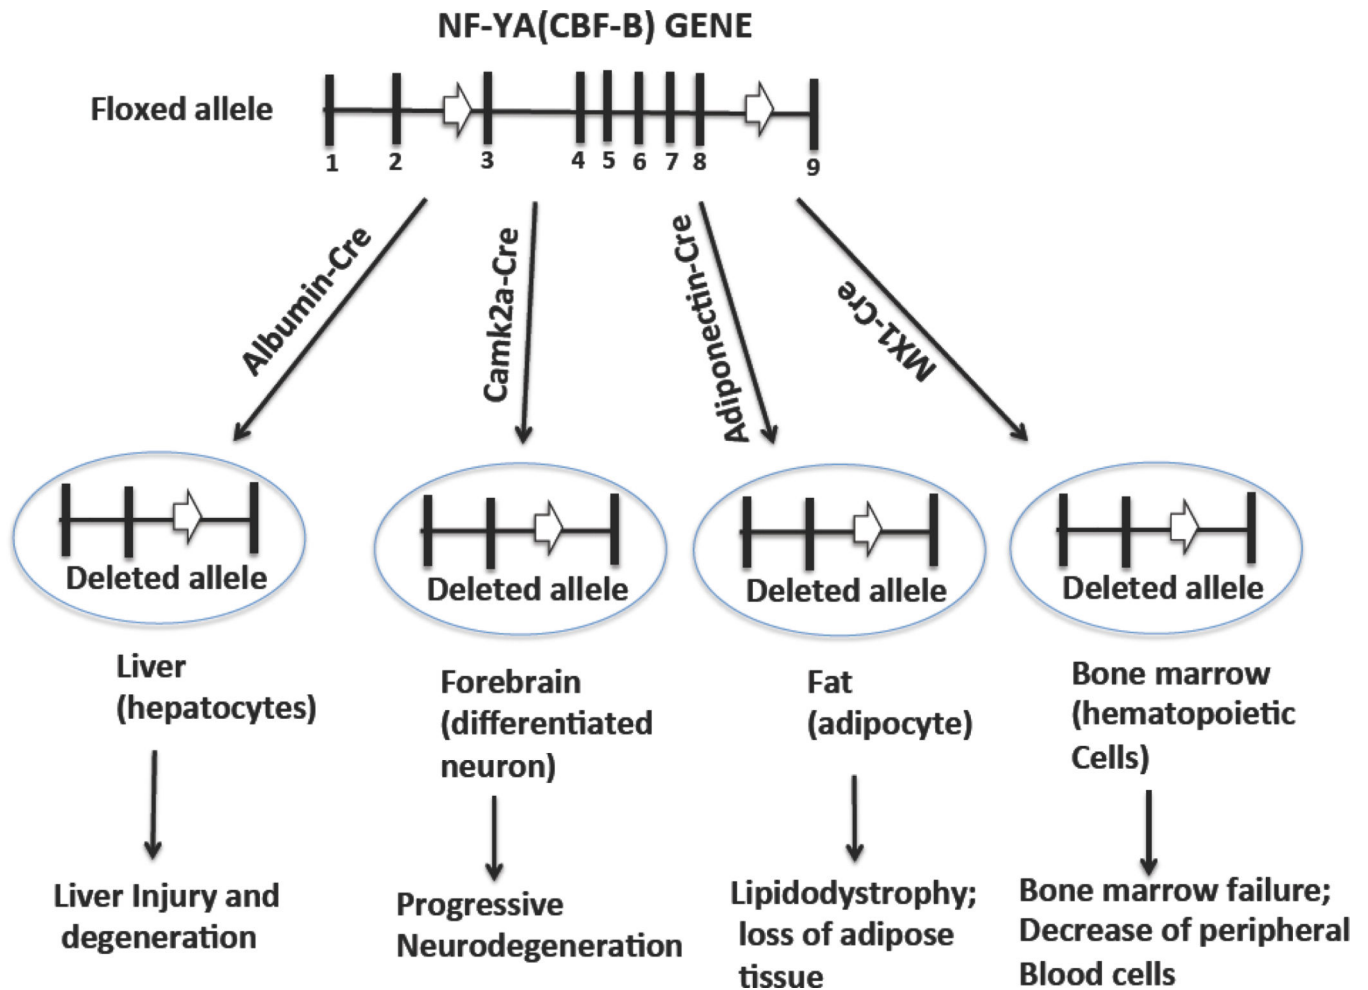 NF-YA(CBF-B) GENE
Floxed allele
1 2 3 4 5 6 7 8 9
Albumin-Cre
Camk2a-Cre
Adiponectin-Cre
MX1-Cre
Deleted allele
Deleted allele
Deleted allele
Deleted allele
Liver
(hepatocytes)
Forebrain
(differentiated
neuron)
Fat
(adipocyte)
Bone marrow
(hematopoietic
Cells)
Liver Injury and
degeneration
Progressive
Neurodegeneration
Lipidodystrophy;
loss of adipose
tissue
Bone marrow failure;
Decrease of peripheral
Blood cells